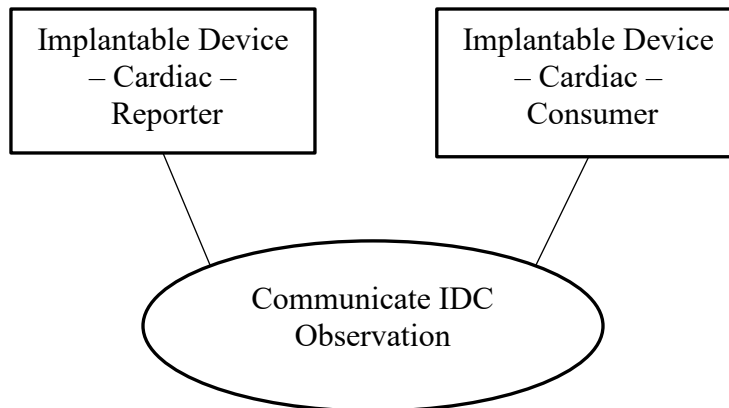 Implantable Device
– Cardiac –
Reporter
Implantable Device
– Cardiac –
Consumer
Communicate IDC
Observation